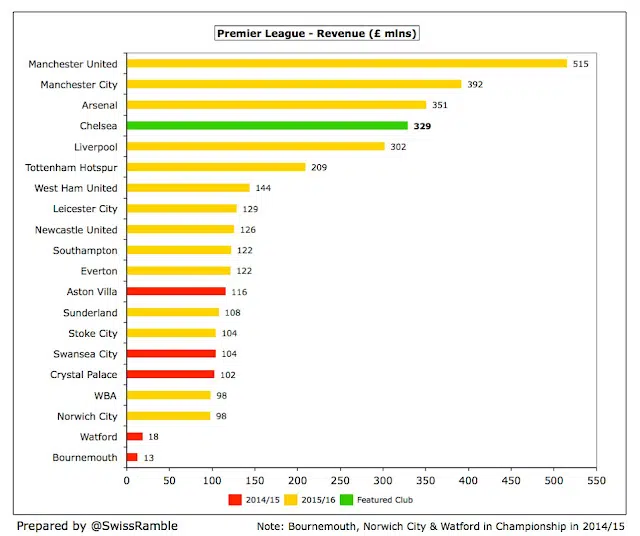 Premier League - Revenue (£ mlns)
Manchester United 515
Manchester City 392
Arsenal 351
Chelsea 329
Liverpool 302
Tottenham Hotspur 209
West Ham United 144
Leicester City 129
Newcastle United 126
Southampton 122
Everton 122
Aston Villa 116
Sunderland 108
Stoke City 104
Swansea City 104
Crystal Palace 102
WBA 98
Norwich City 98
Watford 18
Bournemouth 13
0 50 100 150 200 250 300 350 400 450 500 550
2014/15 2015/16 Featured Club
Prepared by @SwissRamble Note: Bournemouth, Norwich City & Watford in Championship in 2014/15